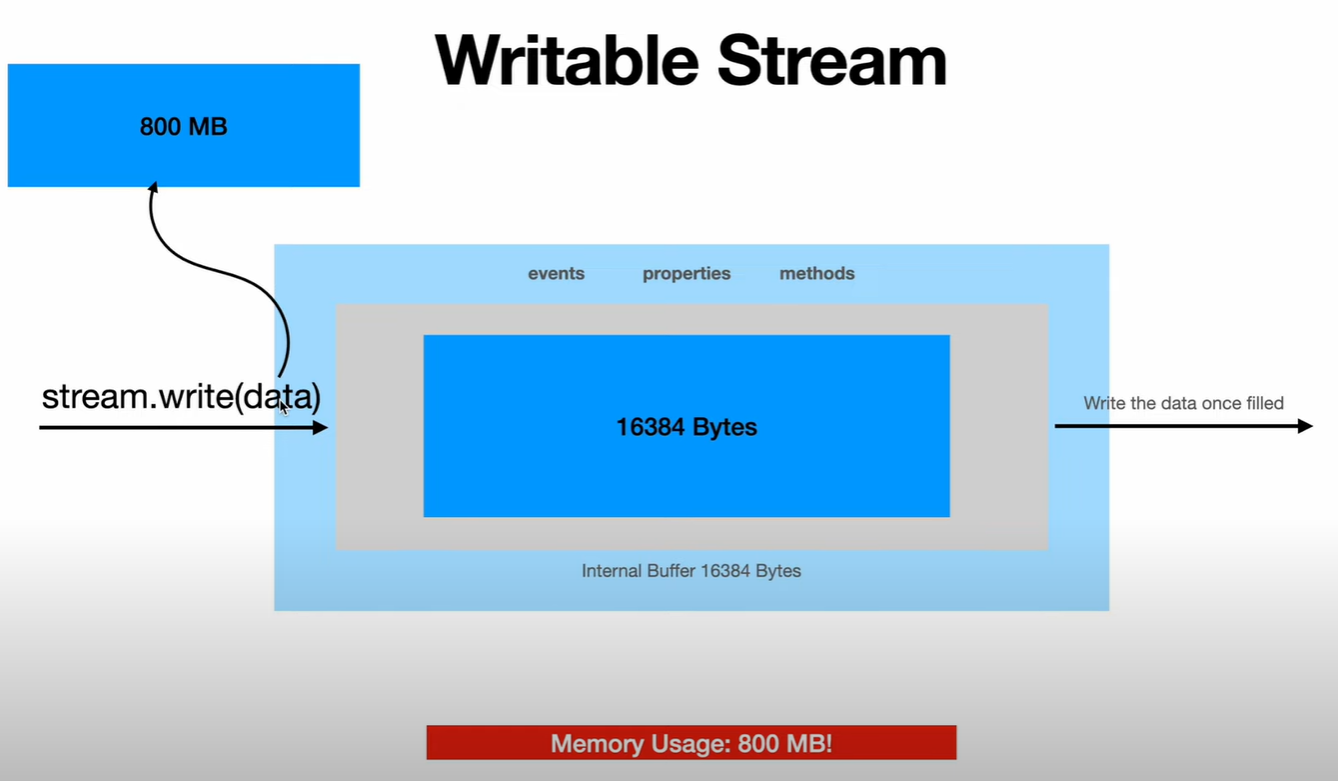 Writable Stream
800 MB
events properties methods
stream.write(data)
16384 Bytes
Write the data once filled
Internal Buffer 16384 Bytes
Memory Usage: 800 MB!